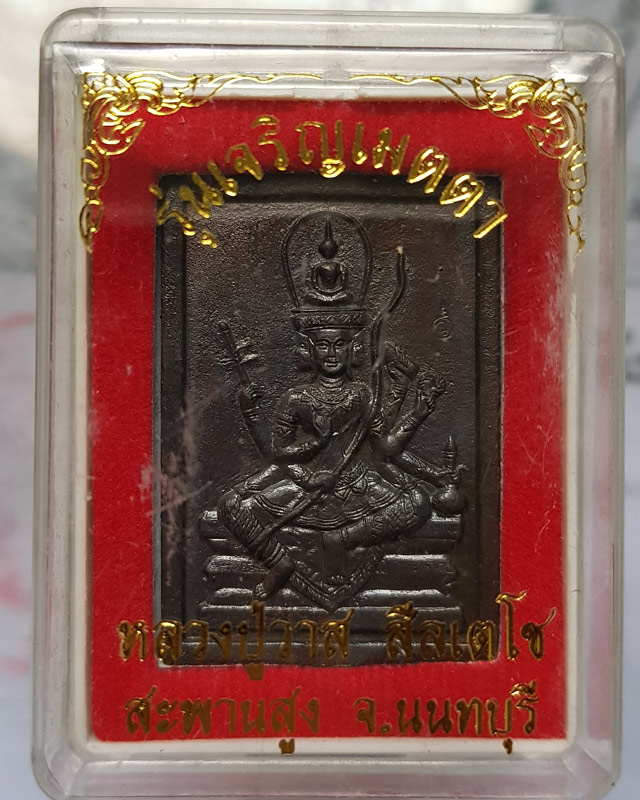 รุ่นเจริญเมตตา
หลวงปู่วาส สีลเตโช
สะพานสูง จ.นนทบุรี